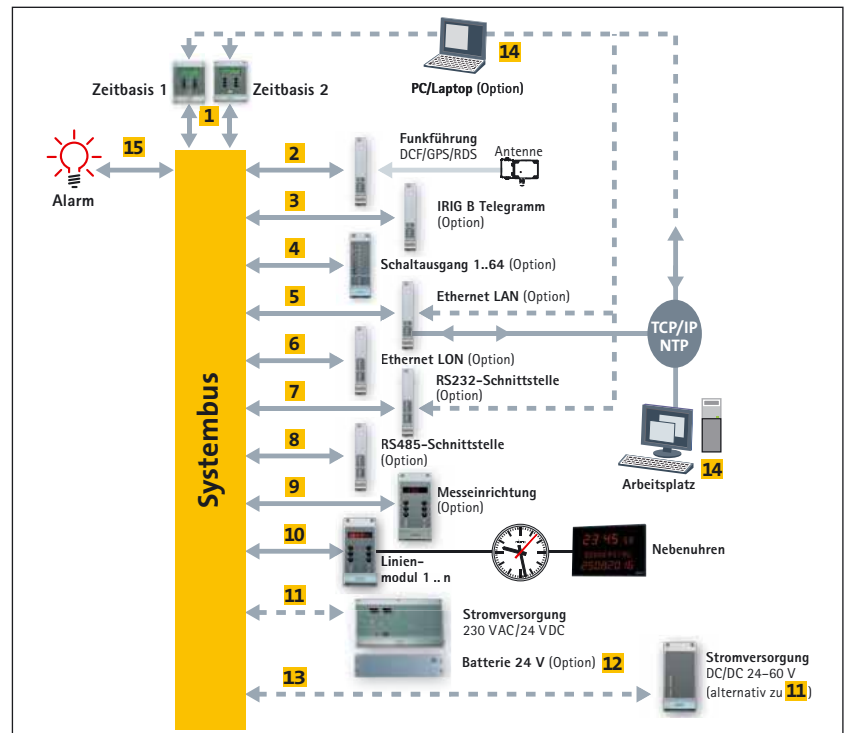 14
PC/Laptop (Option)
Zeitbasis 1
Zeitbasis 2
1
15
Alarm
Systembus
2
Funkführung
DCF/GPS/RDS
Antenne
3
IRIG B Telegramm
(Option)
4
Schaltausgang 1..64 (Option)
5
Ethernet LAN (Option)
TCP/IP
NTP
6
Ethernet LON (Option)
7
RS232-Schnittstelle
(Option)
8
RS485-Schnittstelle
(Option)
14
Arbeitsplatz
9
Messeinrichtung
(Option)
10
Linien-
modul 1 .. n
Nebenuhren
11
Stromversorgung
230 VAC/24 VDC
Batterie 24 V (Option) 12
13
Stromversorgung
DC/DC 24–60 V
(alternativ zu 11)